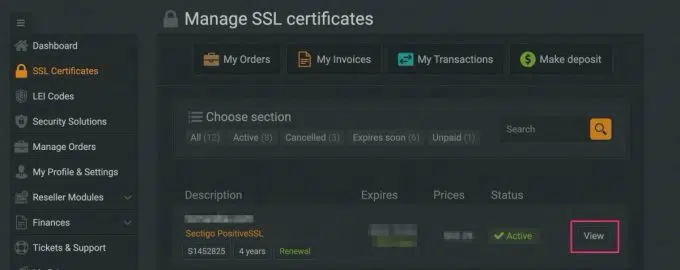 Manage SSL certificates
Dashboard
SSL Certificates
LEI Codes
Security Solutions
Manage Orders
My Profile & Settings
Reseller Modules
Finances
Tickets & Support
My Orders
My Invoices
My Transactions
Make deposit
Choose section
All (12)
Active (8)
Cancelled (3)
Expires soon (6)
Unpaid (1)
Search
Description Expires Prices Status
Sectigo PositiveSSL
Active
View
S1452825 4 years Renewal